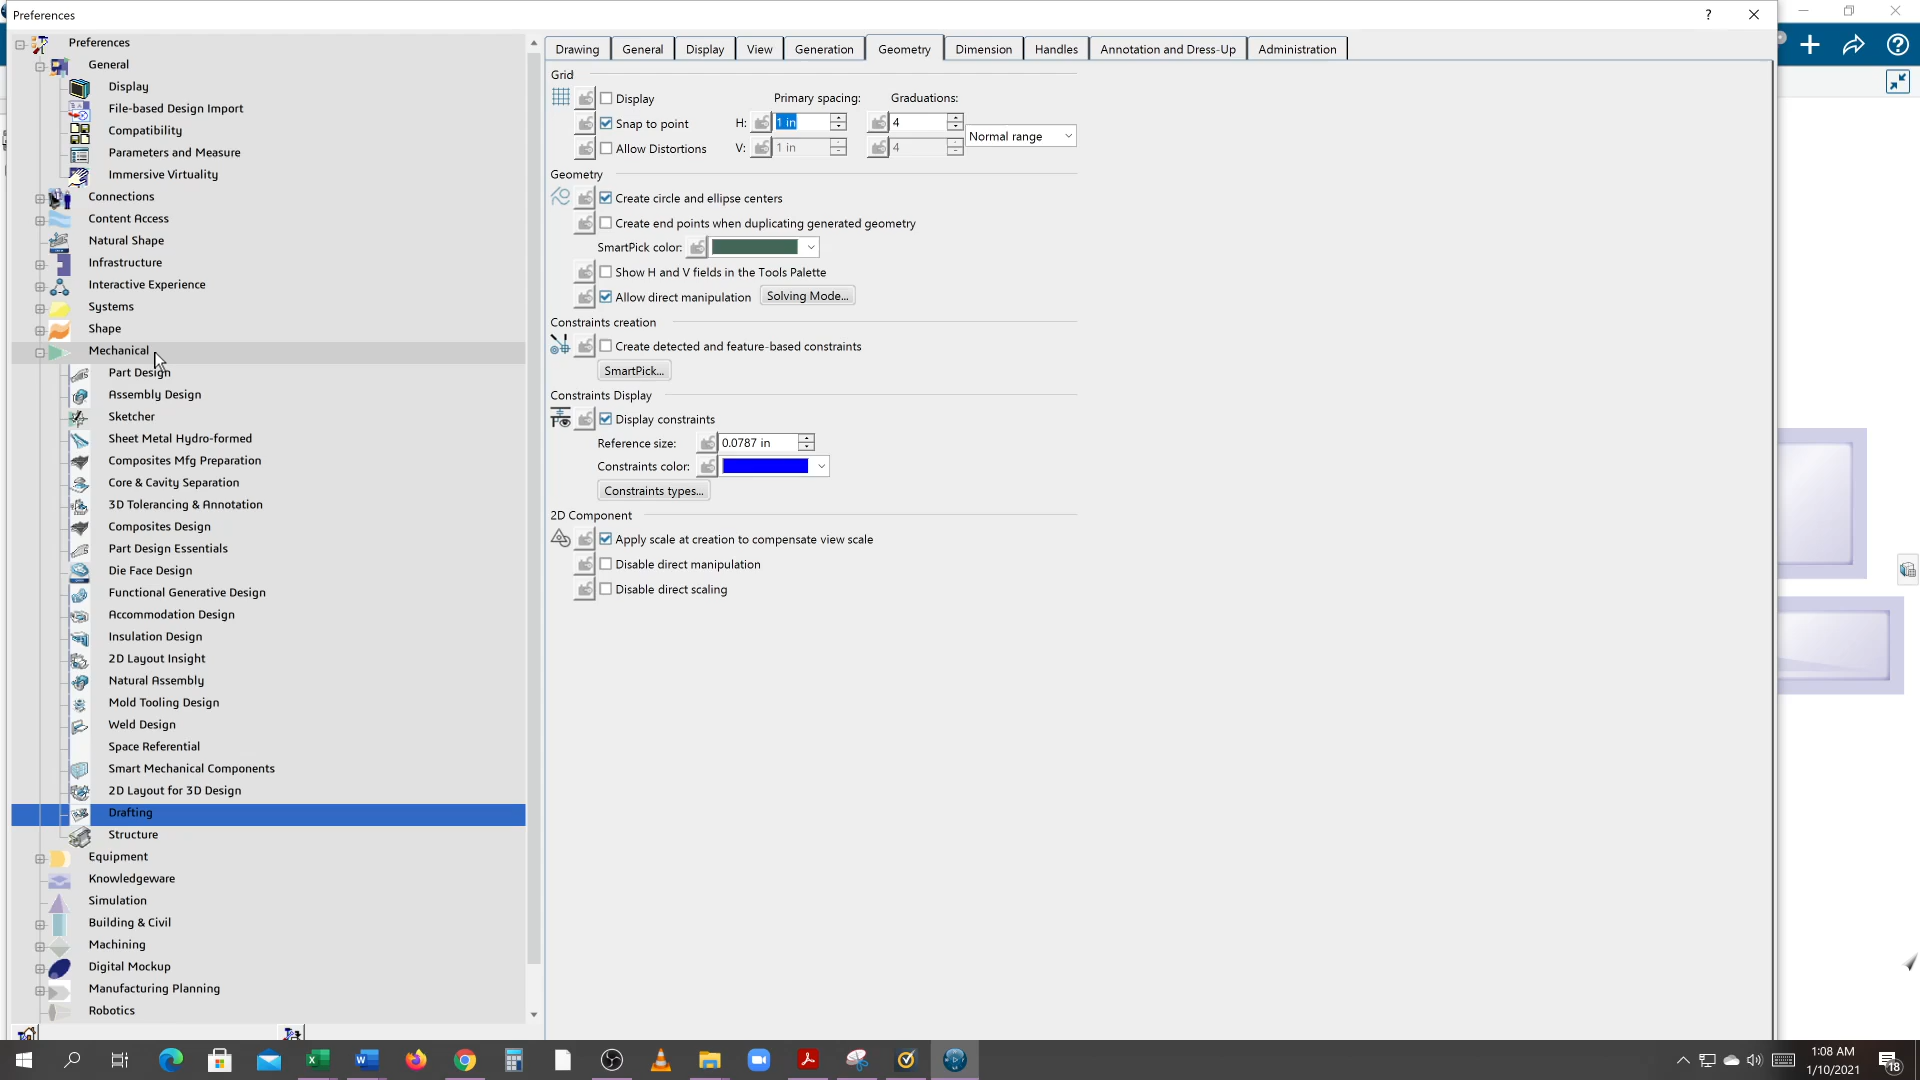 Preferences
?
Preferences
General
Display
File-based Design Import
Compatibility
Parameters and Measure
Immersive Virtuality
Connections
Content Access
Natural Shape
Infrastructure
Interactive Experience
Systems
Shape
Mechanical
Part Design
Assembly Design
Sketcher
Sheet Metal Hydro-formed
Composites Mfg Preparation
Core & Cavity Separation
3D Tolerancing & Annotation
Composites Design
Part Design Essentials
Die Face Design
Functional Generative Design
Accommodation Design
Insulation Design
2D Layout Insight
Natural Assembly
Mold Tooling Design
Weld Design
Space Referential
Smart Mechanical Components
2D Layout for 3D Design
Drafting
Structure
Equipment
Knowledgeware
Simulation
Building & Civil
Machining
Digital Mockup
Manufacturing Planning
Robotics
Drawing General Display View Generation Geometry Dimension Handles Annotation and Dress-Up Administration
Grid
Display Primary spacing: Graduations:
Snap to point H: 1 in 4 Normal range
Allow Distortions V: 1 in 4
Geometry
Create circle and ellipse centers
Create end points when duplicating generated geometry
SmartPick color:
Show H and V fields in the Tools Palette
Allow direct manipulation Solving Mode...
Constraints creation
Create detected and feature-based constraints
SmartPick...
Constraints Display
Display constraints
Reference size: 0.0787 in
Constraints color:
Constraints types...
2D Component
Apply scale at creation to compensate view scale
Disable direct manipulation
Disable direct scaling
1:08 AM
1/10/2021
18